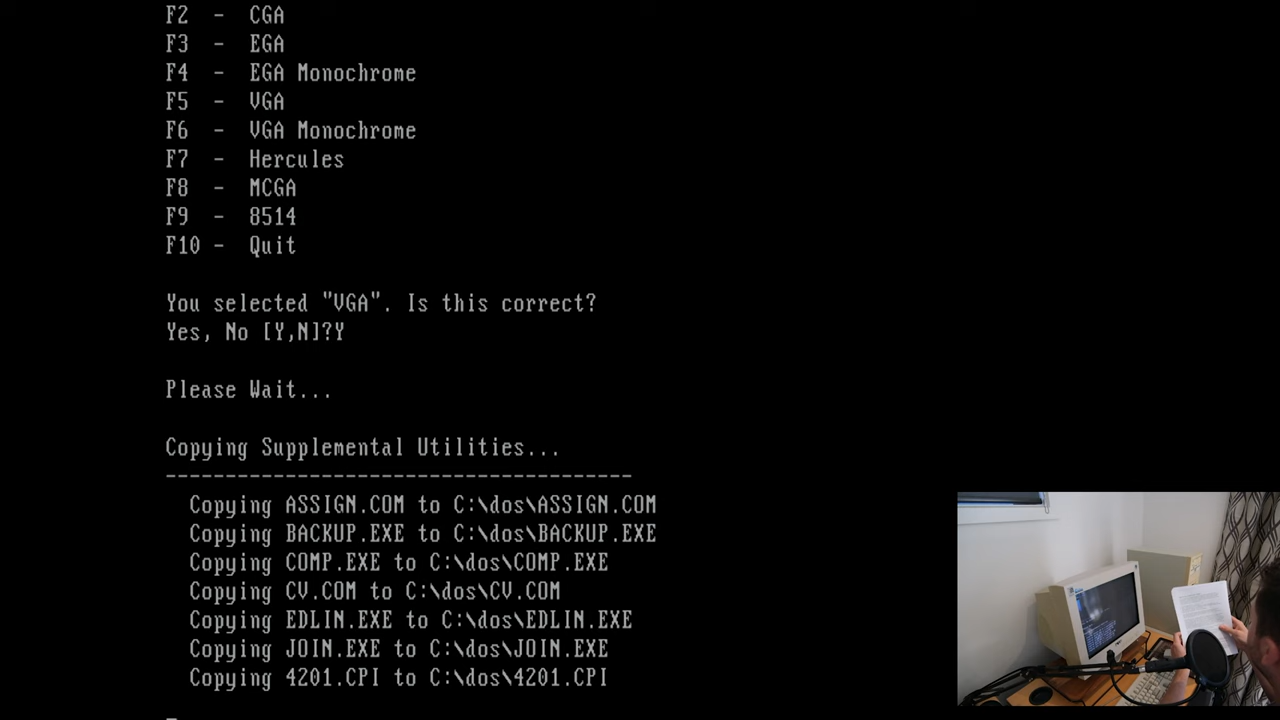 F2  -  CGA
F3  -  EGA
F4  -  EGA Monochrome
F5  -  VGA
F6  -  VGA Monochrome
F7  -  Hercules
F8  -  MCGA
F9  -  8514
F10 -  Quit
You selected "VGA". Is this correct?
Yes, No [Y,N]?Y
Please Wait...
Copying Supplemental Utilities...
---------------------------------------
Copying ASSIGN.COM to C:\dos\ASSIGN.COM
Copying BACKUP.EXE to C:\dos\BACKUP.EXE
Copying COMP.EXE to C:\dos\COMP.EXE
Copying CV.COM to C:\dos\CV.COM
Copying EDLIN.EXE to C:\dos\EDLIN.EXE
Copying JOIN.EXE to C:\dos\JOIN.EXE
Copying 4201.CPI to C:\dos\4201.CPI